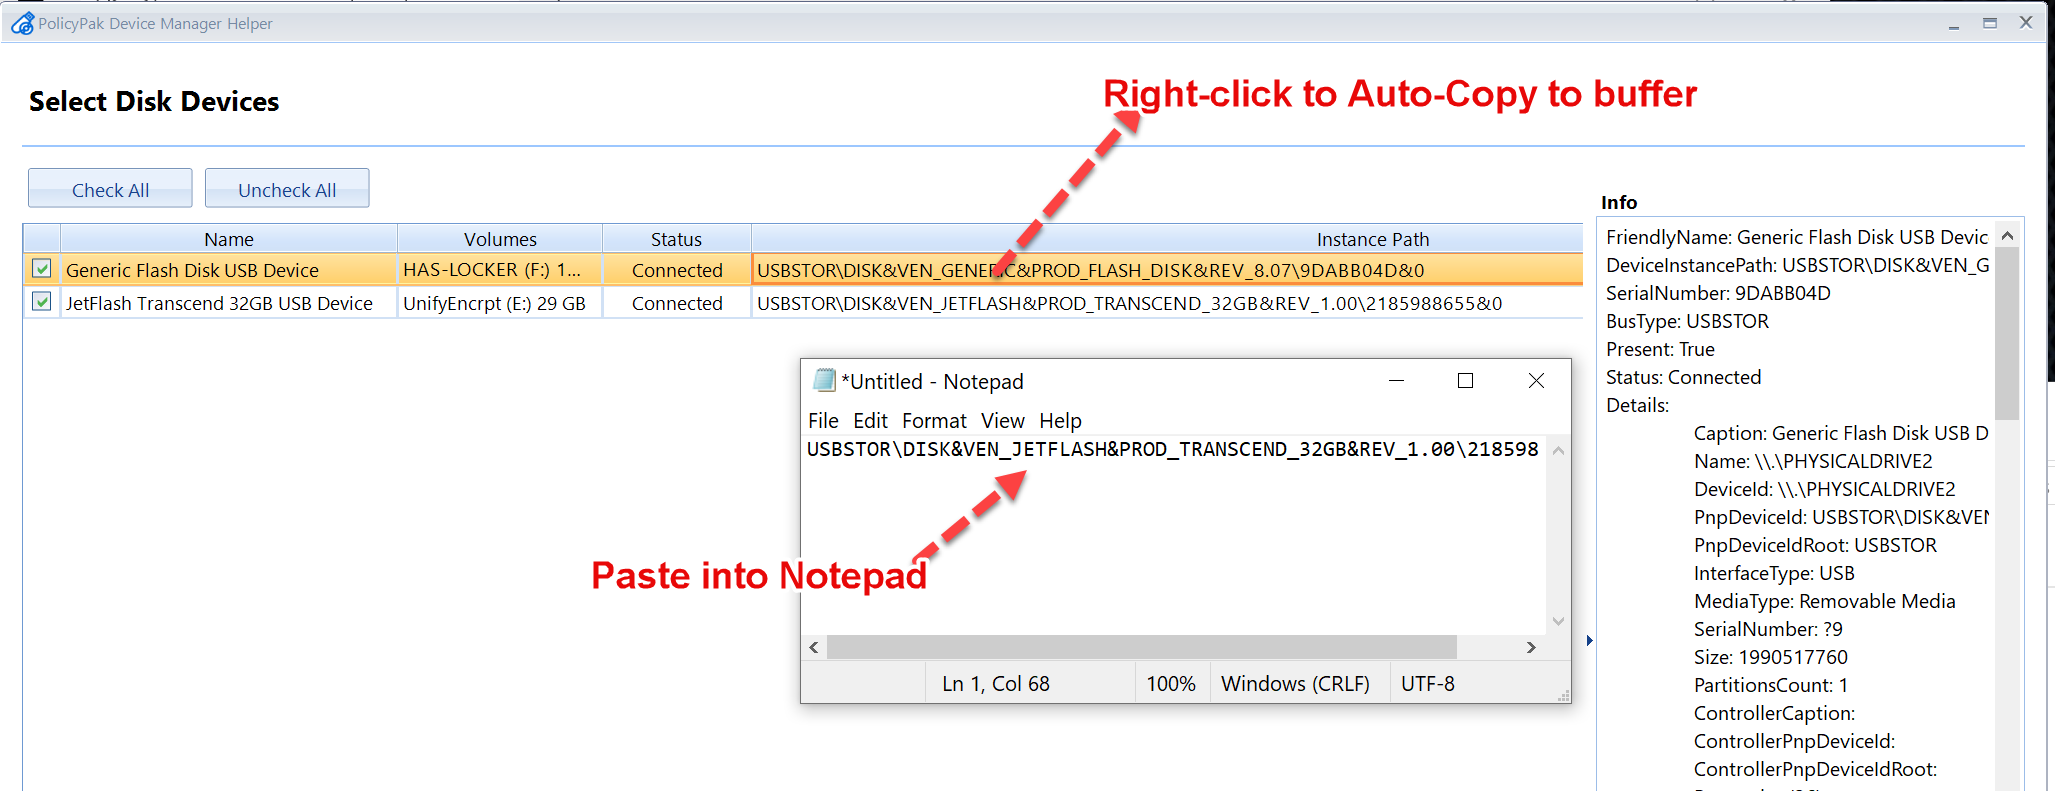 PolicyPak Device Manager Helper
Select Disk Devices
Right-click to Auto-Copy to buffer
Check All
Uncheck All
Name
Volumes
Status
Instance Path
Generic Flash Disk USB Device
HAS-LOCKER (F:) 1...
Connected
USBSTOR\DISK&VEN_GENERIC&PROD_FLASH_DISK&REV_8.07\9DABB04D&0
JetFlash Transcend 32GB USB Device
UnifyEncrpt (E:) 29 GB
Connected
USBSTOR\DISK&VEN_JETFLASH&PROD_TRANSCEND_32GB&REV_1.00\2185988655&0
*Untitled - Notepad
File Edit Format View Help
USBSTOR\DISK&VEN_JETFLASH&PROD_TRANSCEND_32GB&REV_1.00\218598
Paste into Notepad
Ln 1, Col 68
100%
Windows (CRLF)
UTF-8
Info
FriendlyName: Generic Flash Disk USB Devic
DeviceInstancePath: USBSTOR\DISK&VEN_G
SerialNumber: 9DABB04D
BusType: USBSTOR
Present: True
Status: Connected
Details:
Caption: Generic Flash Disk USB D
Name: \\.\PHYSICALDRIVE2
DeviceId: \\.\PHYSICALDRIVE2
PnpDeviceId: USBSTOR\DISK&VEN
PnpDeviceIdRoot: USBSTOR
InterfaceType: USB
MediaType: Removable Media
SerialNumber: ?9
Size: 1990517760
PartitionsCount: 1
ControllerCaption:
ControllerPnpDeviceId:
ControllerPnpDeviceIdRoot: